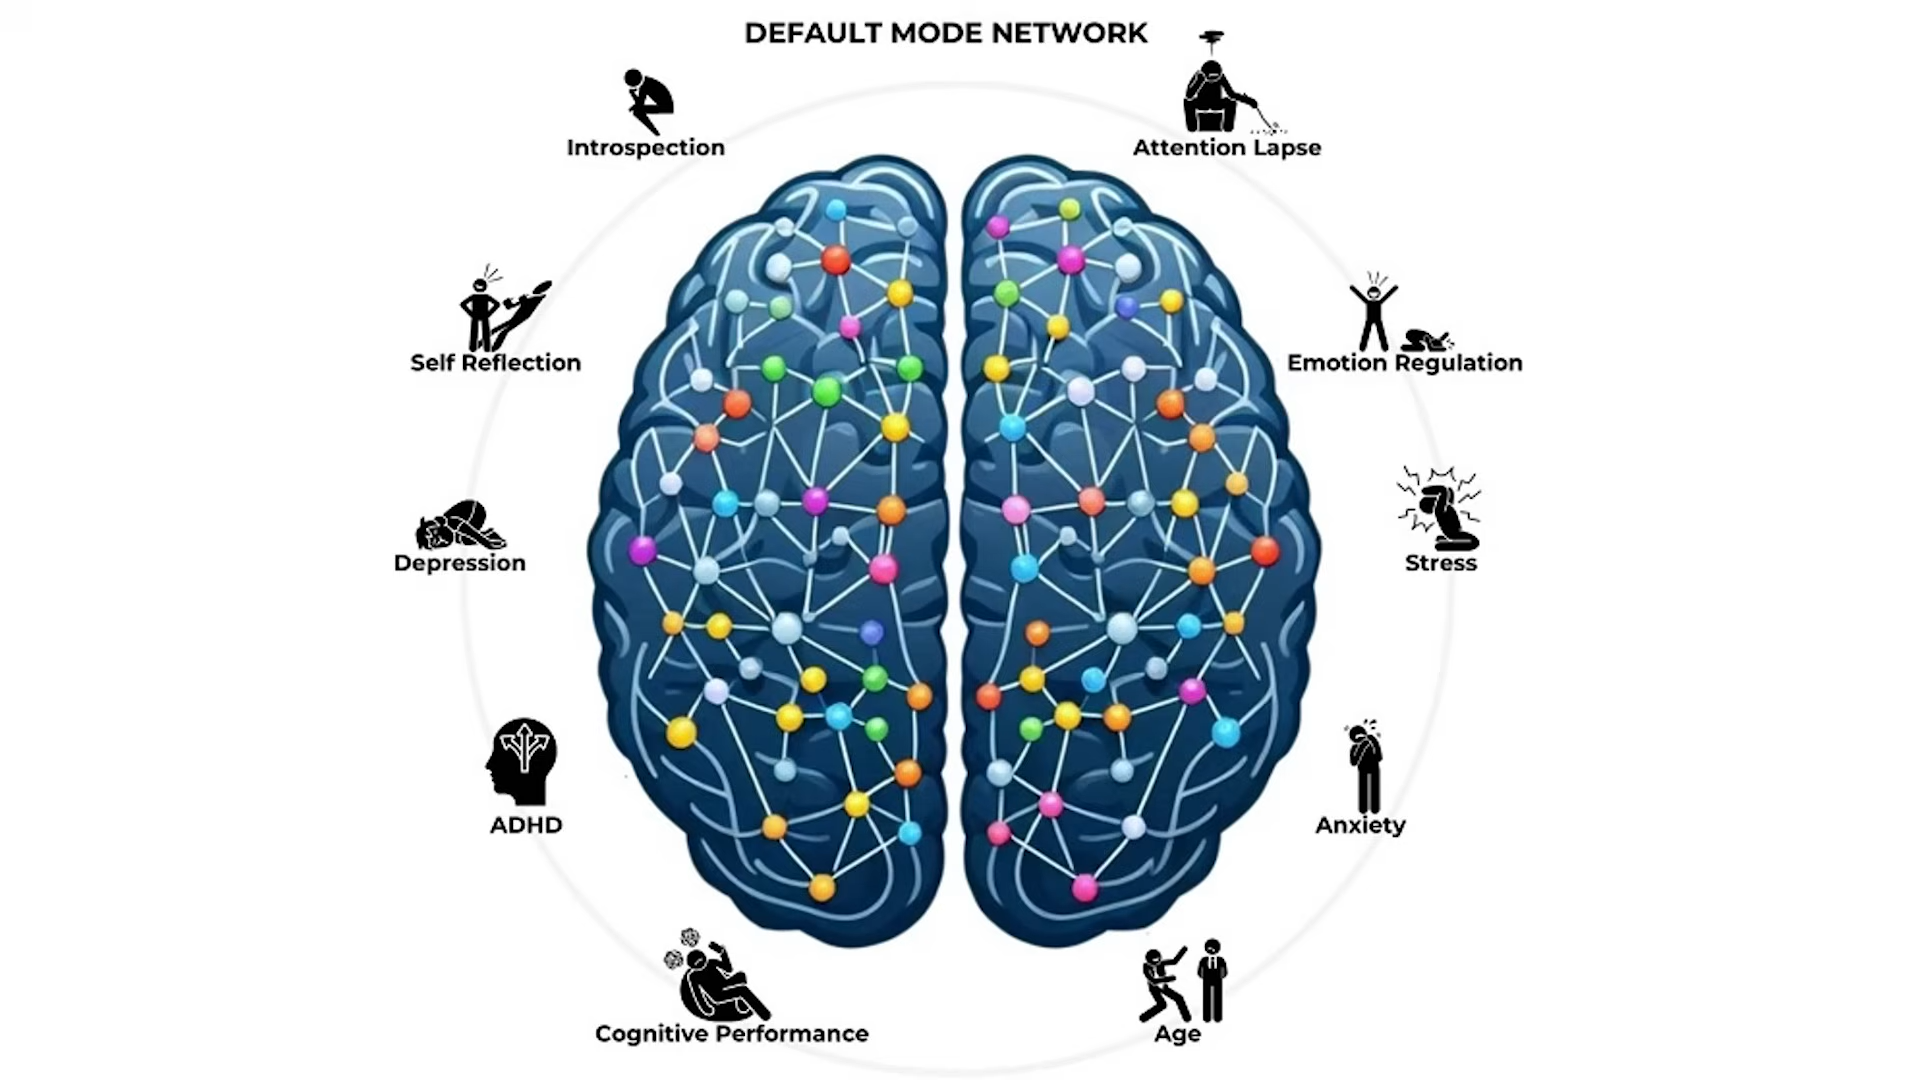 DEFAULT MODE NETWORK
Introspection
Attention Lapse
Self Reflection
Emotion Regulation
Depression
Stress
ADHD
Anxiety
Cognitive Performance
Age